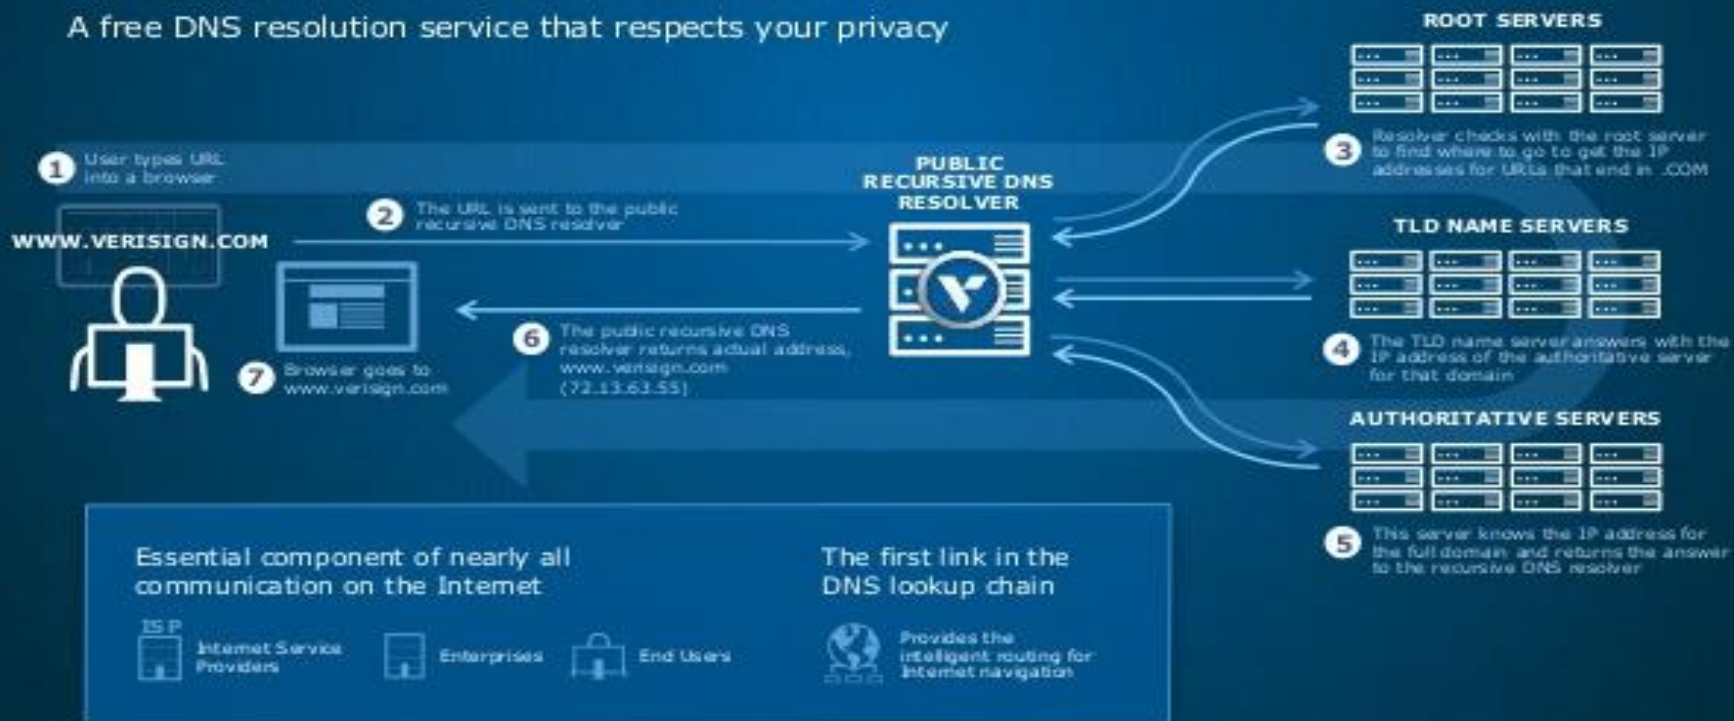 A free DNS resolution service that respects your privacy
ROOT SERVERS
1
User types URL
into a browser
WWW.VERISIGN.COM
2
The URL is sent to the public
recursive DNS resolver
PUBLIC
RECURSIVE DNS
RESOLVER
3
Resolver checks with the root server
to find where to go to get the IP
addresses for URLs that end in .COM
TLD NAME SERVERS
4
The TLD name server answers with the
IP address of the authoritative server
for that domain
AUTHORITATIVE SERVERS
5
This server knows the IP address for
the full domain and returns the answer
to the recursive DNS resolver
6
The public recursive DNS
resolver returns actual address,
www.verisign.com
(72.13.63.55)
7
Browser goes to
www.verisign.com
Essential component of nearly all
communication on the Internet
ISP
Internet Service
Providers
Enterprises
End Users
The first link in the
DNS lookup chain
Provides the
intelligent routing for
Internet navigation